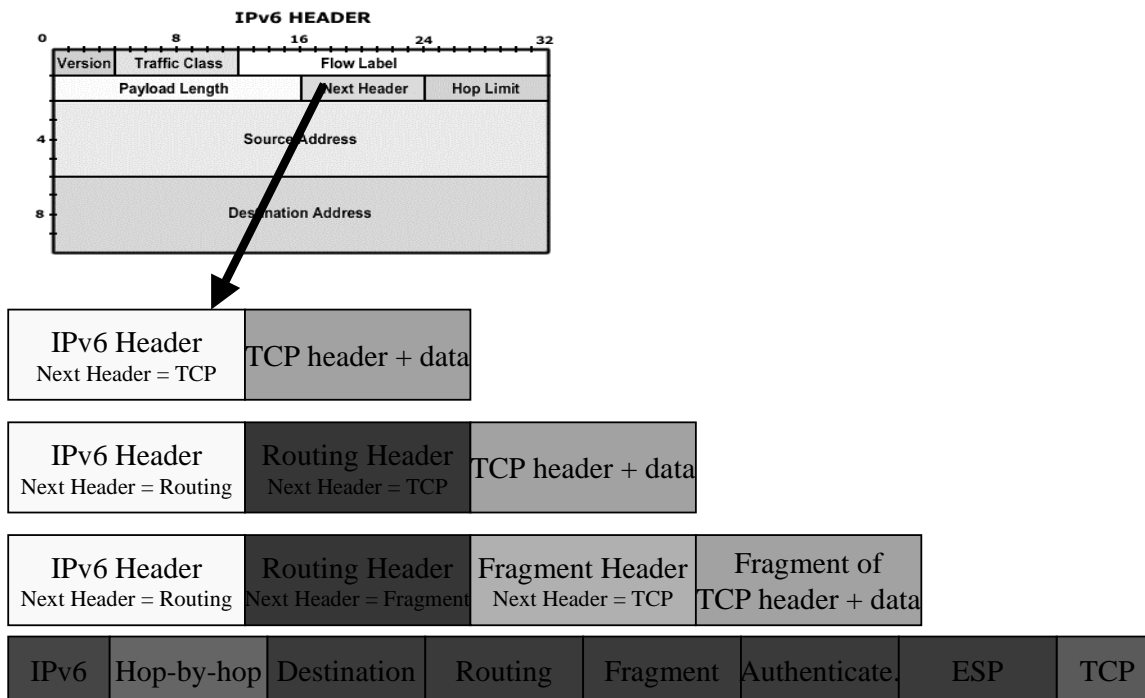 IPv6 HEADER
0 8 16 24 32
Version Traffic Class Flow Label
Payload Length Next Header Hop Limit
4 Source Address
8 Destination Address
IPv6 Header TCP header + data
Next Header = TCP
IPv6 Header Routing Header TCP header + data
Next Header = Routing Next Header = TCP
IPv6 Header Routing Header Fragment Header Fragment of
Next Header = Routing Next Header = Fragment Next Header = TCP TCP header + data
IPv6 Hop-by-hop Destination Routing Fragment Authenticate. ESP TCP